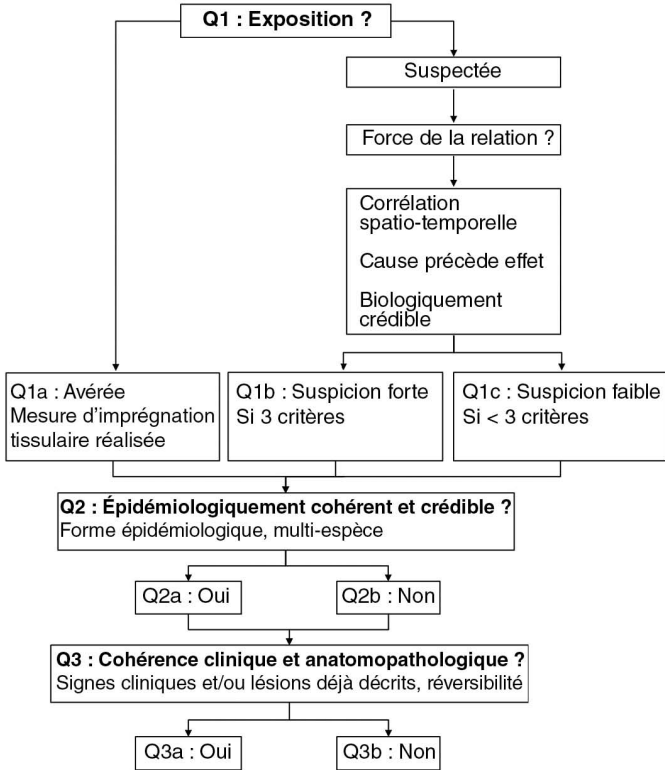 Q1 : Exposition ?
Suspectée
Force de la relation ?
Corrélation
spatio-temporelle
Cause précède effet
Biologiquement
crédible
Q1a : Avérée
Mesure d’imprégnation
tissulaire réalisée
Q1b : Suspicion forte
Si 3 critères
Q1c : Suspicion faible
Si < 3 critères
Q2 : Épidémiologiquement cohérent et crédible ?
Forme épidémiologique, multi-espèce
Q2a : Oui
Q2b : Non
Q3 : Cohérence clinique et anatomopathologique ?
Signes cliniques et/ou lésions déjà décrits, réversibilité
Q3a : Oui
Q3b : Non